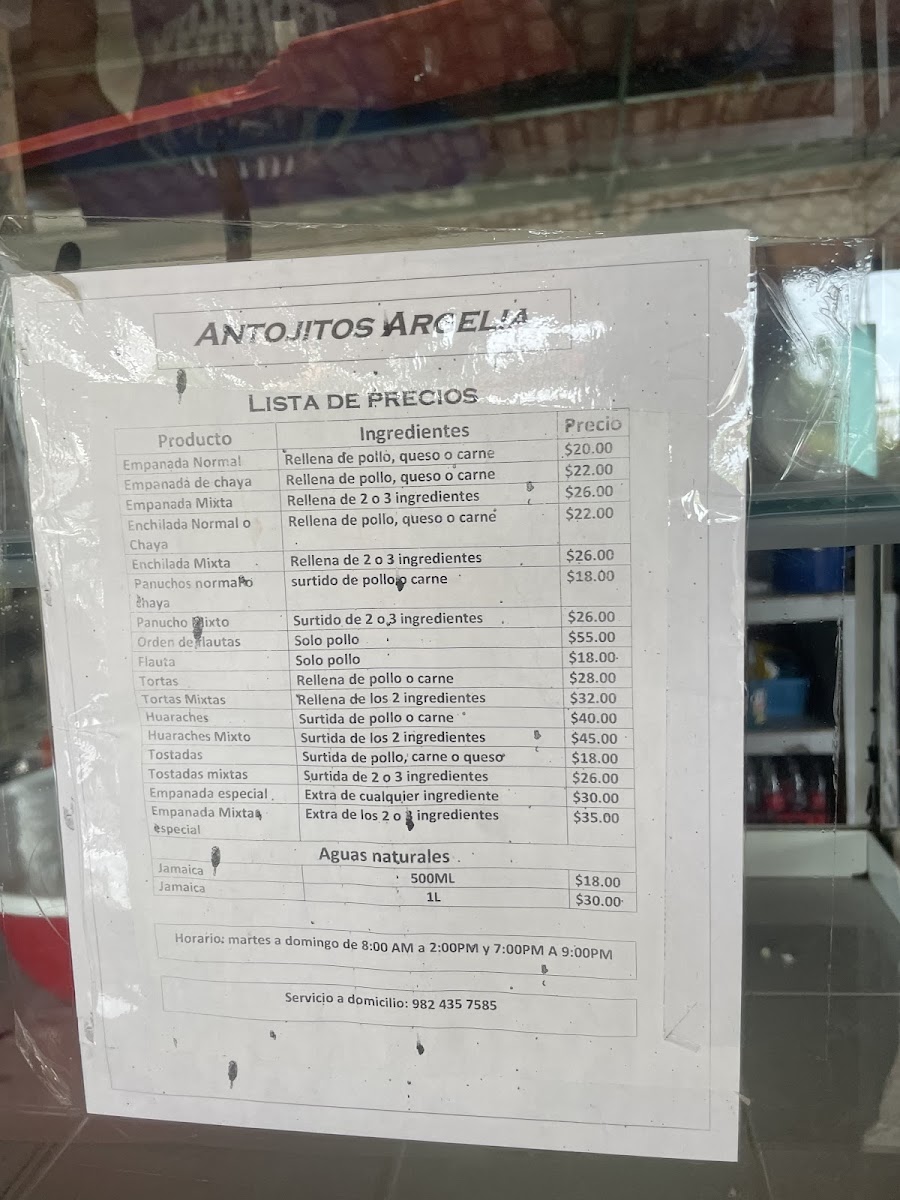 ANTOJITOS ARGELIA
LISTA DE PRECIOS
Producto Ingredientes Precio
Empanada Normal Rellena de pollo, queso o carne $20.00
Empanada de chaya Rellena de pollo, queso o carne $22.00
Empanada Mixta Rellena de 2 o 3 ingredientes $26.00
Enchilada Normal o Rellena de pollo, queso o carne $22.00
Chaya
Enchilada Mixta Rellena de 2 o 3 ingredientes $26.00
Panuchos normal o surtido de pollo o carne $18.00
chaya
Panucho Mixto Surtido de 2 o 3 ingredientes $26.00
Orden de flautas Solo pollo $55.00
Flauta Solo pollo $18.00
Tortas Rellena de pollo o carne $28.00
Tortas Mixtas Rellena de los 2 ingredientes $32.00
Huaraches Surtida de pollo o carne $40.00
Huaraches Mixto Surtida de los 2 ingredientes $45.00
Tostadas Surtida de pollo, carne o queso $18.00
Tostadas mixtas Surtida de 2 o 3 ingredientes $26.00
Empanada especial Extra de cualquier ingrediente $30.00
Empanada Mixta Extra de los 2 o 3 ingredientes $35.00
especial
Aguas naturales
Jamaica 500ML $18.00
Jamaica 1L $30.00
Horario: martes a domingo de 8:00 AM a 2:00PM y 7:00PM A 9:00PM
Servicio a domicilio: 982 435 7585